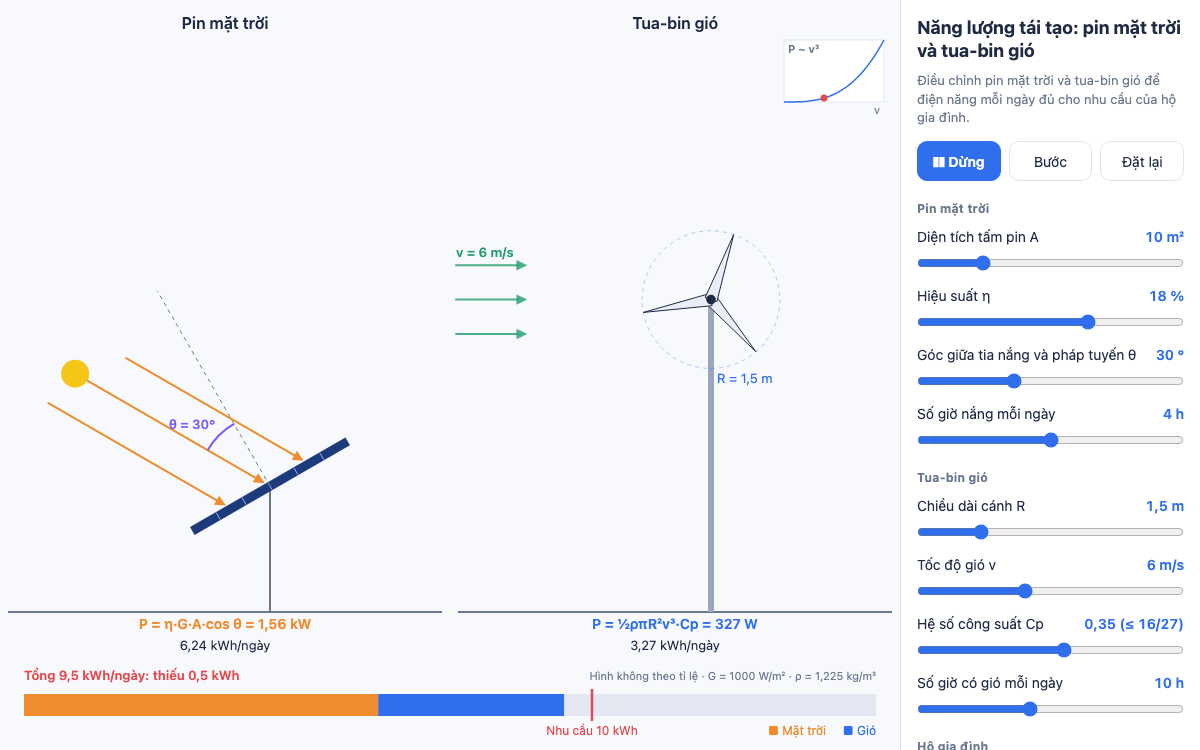 Pin mặt trời
Tua-bin gió
P ~ v³
v
v = 6 m/s
θ = 30°
R = 1,5 m
P = η·G·A·cos θ = 1,56 kW
6,24 kWh/ngày
P = ½ρπR²v³·Cp = 327 W
3,27 kWh/ngày
Tổng 9,5 kWh/ngày: thiếu 0,5 kWh
Hình không theo tỉ lệ · G = 1000 W/m² · ρ = 1,225 kg/m³
Nhu cầu 10 kWh
Mặt trời
Gió
Năng lượng tái tạo: pin mặt trời
và tua-bin gió
Điều chỉnh pin mặt trời và tua-bin gió để
điện năng mỗi ngày đủ cho nhu cầu của hộ
gia đình.
Dừng
Bước
Đặt lại
Pin mặt trời
Diện tích tấm pin A 10 m²
Hiệu suất η 18 %
Góc giữa tia nắng và pháp tuyến θ 30 °
Số giờ nắng mỗi ngày 4 h
Tua-bin gió
Chiều dài cánh R 1,5 m
Tốc độ gió v 6 m/s
Hệ số công suất Cp 0,35 (≤ 16/27)
Số giờ có gió mỗi ngày 10 h
Hộ gia đình